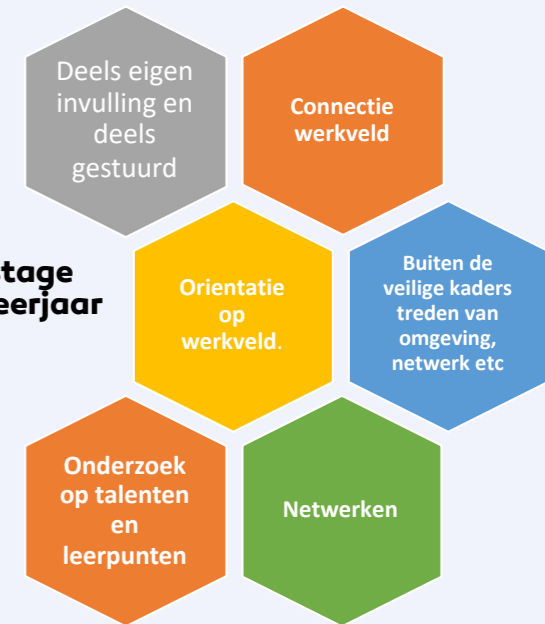 Deels eigen
invulling en
deels
gestuurd
Connectie
werkveld
tage
eerjaar
Orientatie
op
werkveld.
Buiten de
veilige kaders
treden van
omgeving,
netwerk etc
Onderzoek
op talenten
en
leerpunten
Netwerken